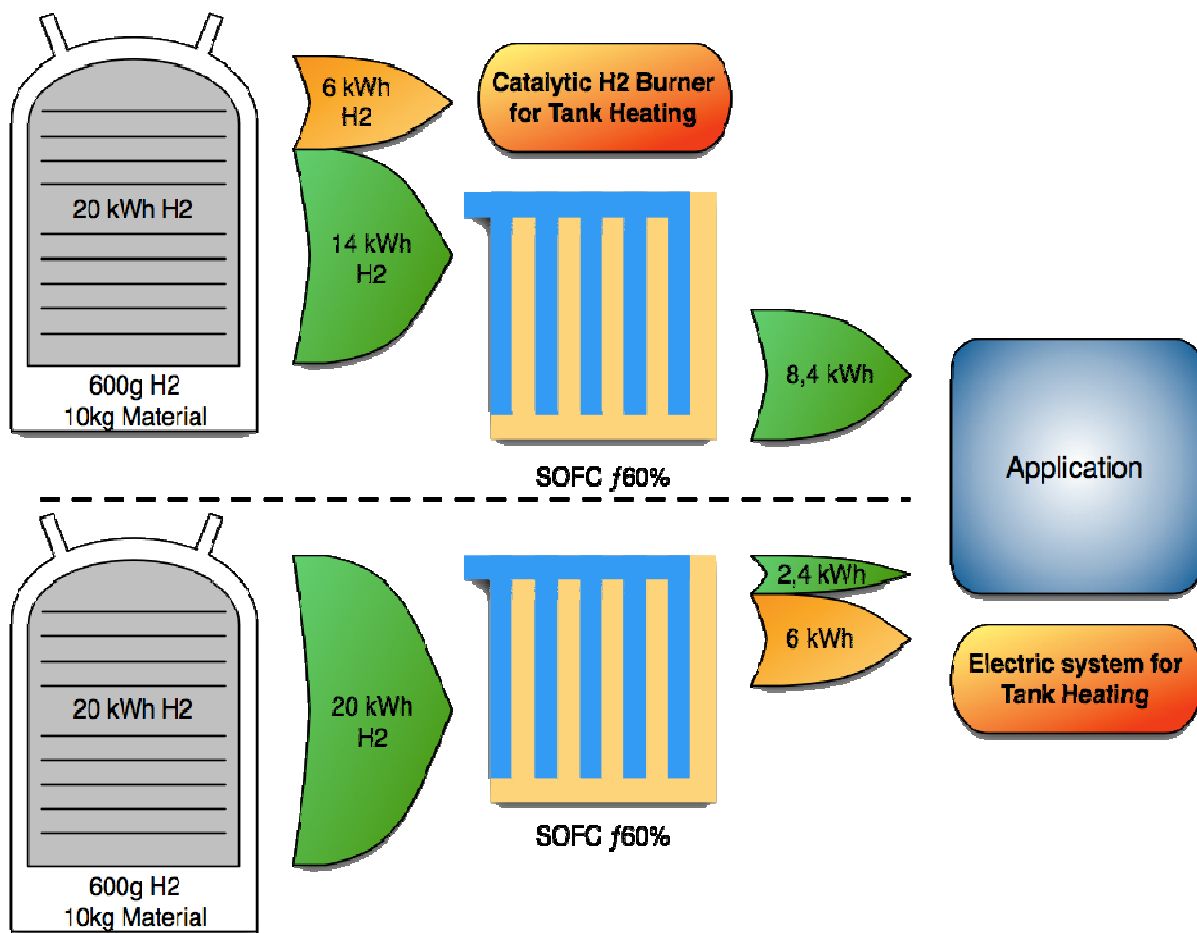 6 kWh
H2
Catalytic H2 Burner
for Tank Heating
20 kWh H2
14 kWh
H2
600g H2
10kg Material
8,4 kWh
SOFC ƒ60%
Application
2,4 kWh
6 kWh
20 kWh H2
20 kWh
H2
Electric system for
Tank Heating
SOFC ƒ60%
600g H2
10kg Material